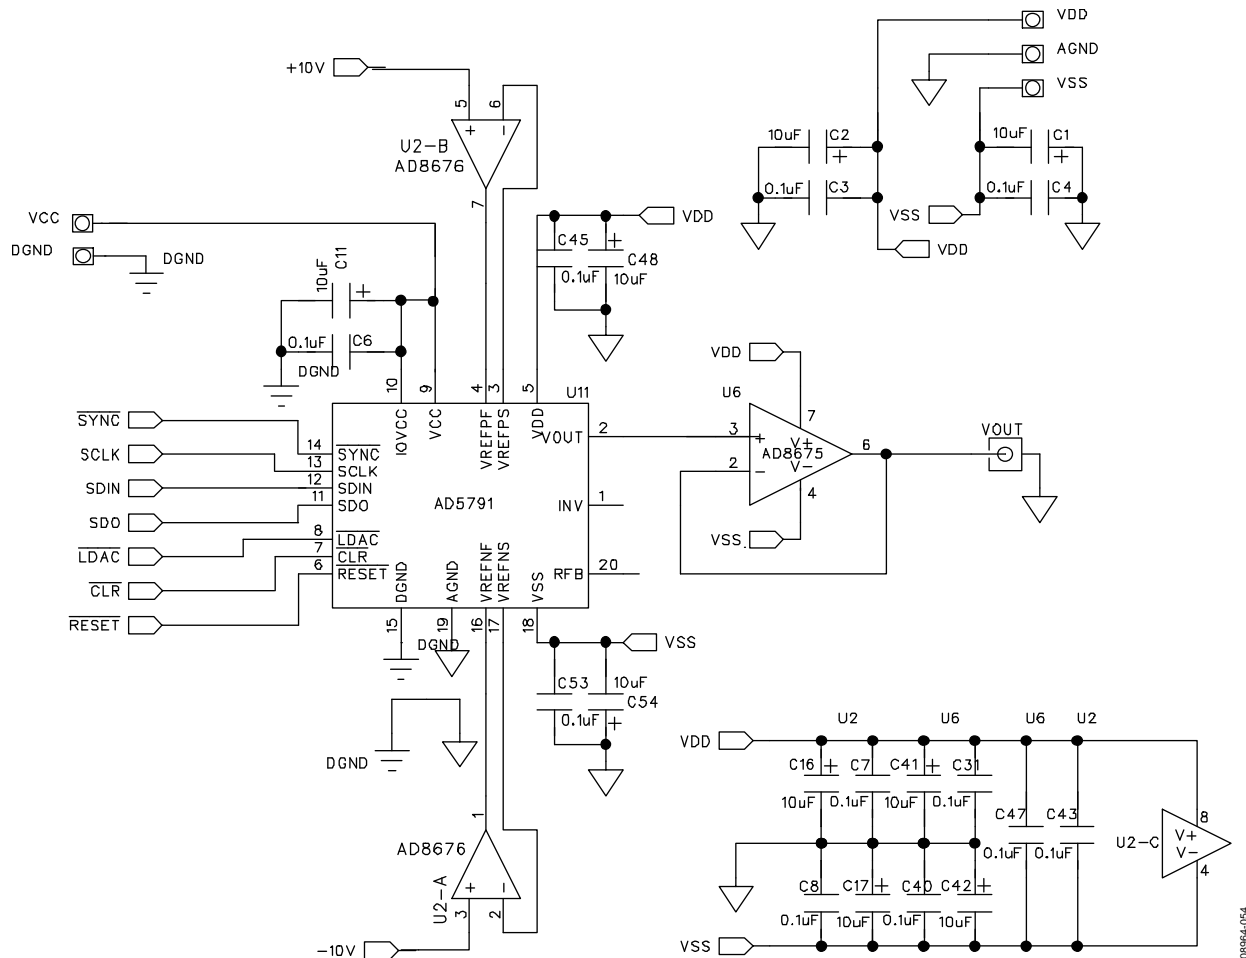 VDD
AGND
VSS
+10V
5
6
U2-B
AD8676
+
−
7
10uF
C2
+
0.1uF
C3
10uF
C1
+
0.1uF
C4
VSS
VDD
VCC
DGND
DGND
10uF
C11
+
0.1uF
C6
DGND
C45
0.1uF
+
C48
10uF
VDD
10
9
4
3
5
U11
IOVCC
VCC
VREFPF
VREFPS
VDD
SYNC
SCLK
SDIN
SDO
LDAC
CLR
RESET
14
13
12
11
8
7
6
SYNC
SCLK
SDIN
SDO
LDAC
CLR
RESET
AD5791
VOUT
2
INV
1
RFB
20
DGND
AGND
VREFNF
VREFNS
VSS
15
19
16
17
18
DGND
VDD
U6
7
3
+
V+
AD8675
6
2
−
V−
4
VSS
VOUT
VSS
C53
0.1uF
10uF
C54
+
DGND
1
AD8676
U2-A
+
−
3
2
-10V
U2
U6
U6
U2
VDD
C16
+
10uF
C7
0.1uF
C41
+
10uF
C31
0.1uF
C47
0.1uF
C43
0.1uF
8
U2-C
V+
V−
4
C8
0.1uF
C17
+
10uF
C40
0.1uF
C42
+
10uF
VSS
08964-054